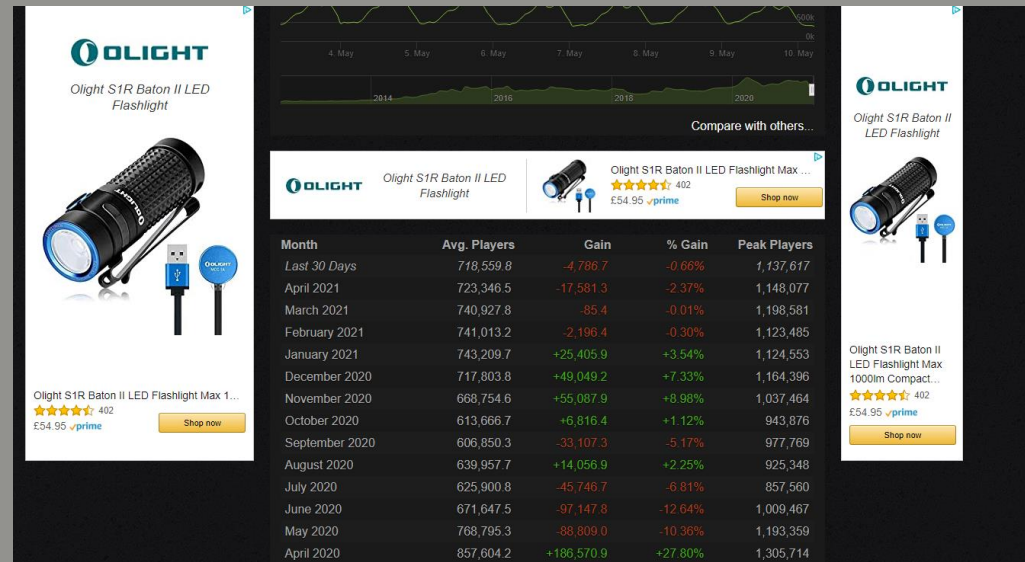 OLIGHT
Olight S1R Baton II LED
Flashlight
OLIGHT
Olight S1R Baton II LED Flashlight Max 1...
402
£54.95 prime
Shop now
500k
0k
4. May 5. May 6. May 7. May 8. May 9. May 10. May
2014 2016 2018 2020
Compare with others...
OLIGHT
Olight S1R Baton II LED
Flashlight
Olight S1R Baton II LED Flashlight Max ...
402
£54.95 prime
Shop now
Month Avg. Players Gain % Gain Peak Players
Last 30 Days 718,559.8 -4,786.7 -0.66% 1,137,617
April 2021 723,346.5 -17,581.3 -2.37% 1,148,077
March 2021 740,927.8 -85.4 -0.01% 1,198,581
February 2021 741,013.2 -2,196.4 -0.30% 1,123,485
January 2021 743,209.7 +25,405.9 +3.54% 1,124,553
December 2020 717,803.8 +49,049.2 +7.33% 1,164,396
November 2020 668,754.6 +55,087.9 +8.98% 1,037,464
October 2020 613,666.7 +6,816.4 +1.12% 943,876
September 2020 606,850.3 -33,107.3 -5.17% 977,769
August 2020 639,957.7 +14,056.9 +2.25% 925,348
July 2020 625,900.8 -45,746.7 -6.81% 857,560
June 2020 671,647.5 -97,147.8 -12.64% 1,009,467
May 2020 768,795.3 -88,809.0 -10.36% 1,193,359
April 2020 857,604.2 +186,570.9 +27.80% 1,305,714
OLIGHT
Olight S1R Baton II
LED Flashlight
Olight S1R Baton II
LED Flashlight Max
1000lm Compact...
402
£54.95 prime
Shop now